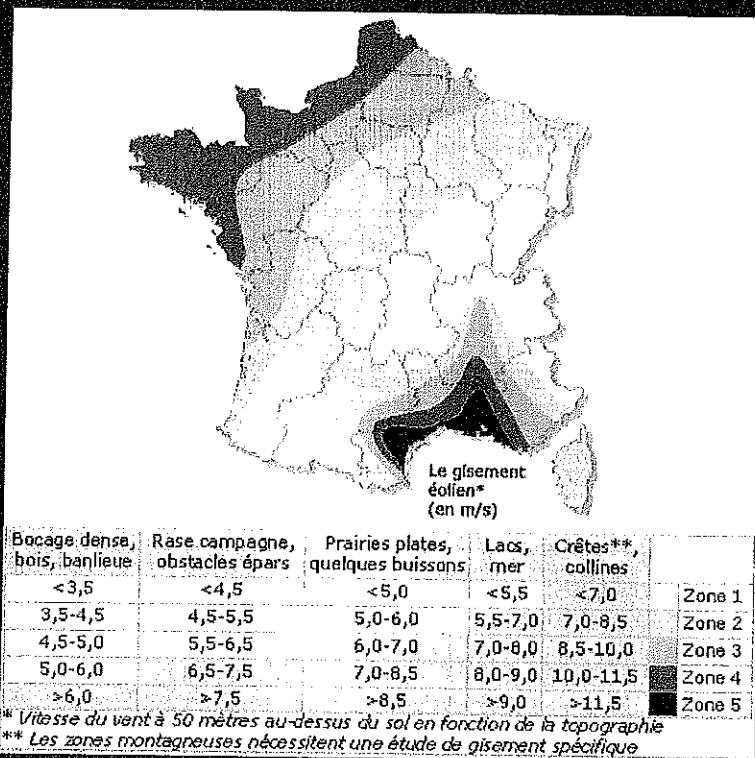 Le gisement
éolien*
(en m/s)
Bocage dense, bois, banlieue | Rase campagne, obstacles épars | Prairies plates, quelques buissons | Lacs, mer | Crêtes**, collines
<3,5 <4,5 <5,0 <5,5 <7,0 Zone 1
3,5-4,5 4,5-5,5 5,0-6,0 5,5-7,0 7,0-8,5 Zone 2
4,5-5,0 5,5-6,5 6,0-7,0 7,0-8,0 8,5-10,0 Zone 3
5,0-6,0 6,5-7,5 7,0-8,5 8,0-9,0 10,0-11,5 Zone 4
>6,0 >7,5 >8,5 >9,0 >11,5 Zone 5
* Vitesse du vent à 50 mètres au-dessus du sol en fonction de la topographie
** Les zones montagneuses nécessitent une étude de gisement spécifique